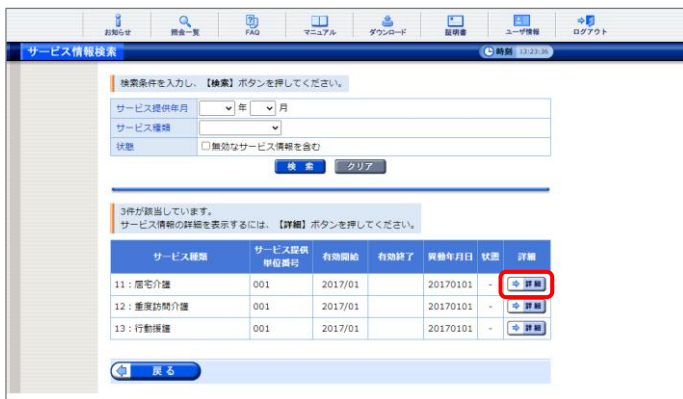 お知らせ 照会一覧 FAQ マニュアル ダウンロード 証明書 ユーザ情報 ログアウト
サービス情報検索 時刻 13:23:36
検索条件を入力し、【検索】ボタンを押してください。
サービス提供年月 年 月
サービス種類
状態 無効なサービス情報を含む
検索 クリア
3件が該当しています。
サービス情報の詳細を表示するには、【詳細】ボタンを押してください。
サービス種類 サービス提供単位番号 有効開始 有効終了 異動年月日 状態 詳細
11：居宅介護 001 2017/01 20170101 - 詳細
12：重度訪問介護 001 2017/01 20170101 - 詳細
13：行動援護 001 2017/01 20170101 - 詳細
戻る